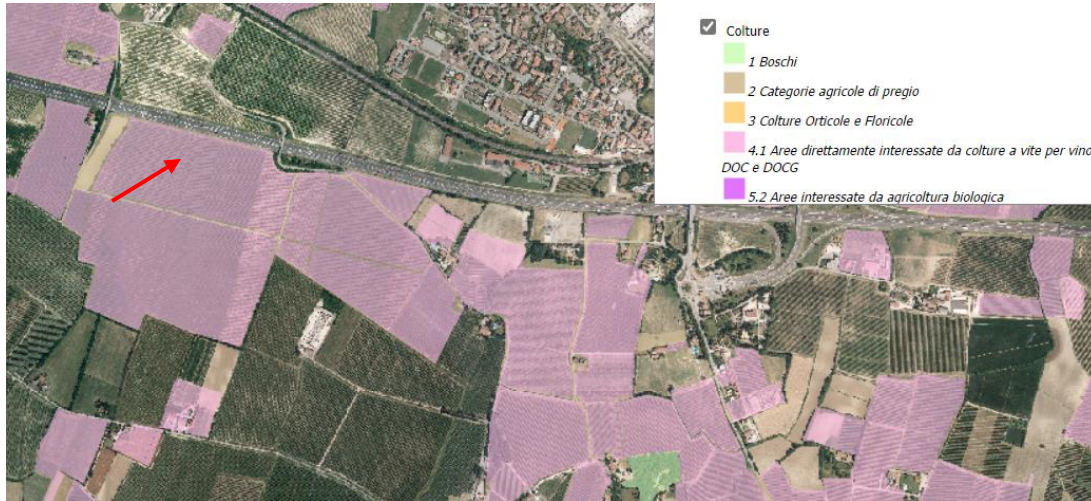 Colture
1 Boschi
2 Categorie agricole di pregio
3 Colture Orticole e Floricole
4.1 Aree direttamente interessate da colture a vite per vino
DOC e DOCG
5.2 Aree interessate da agricoltura biologica